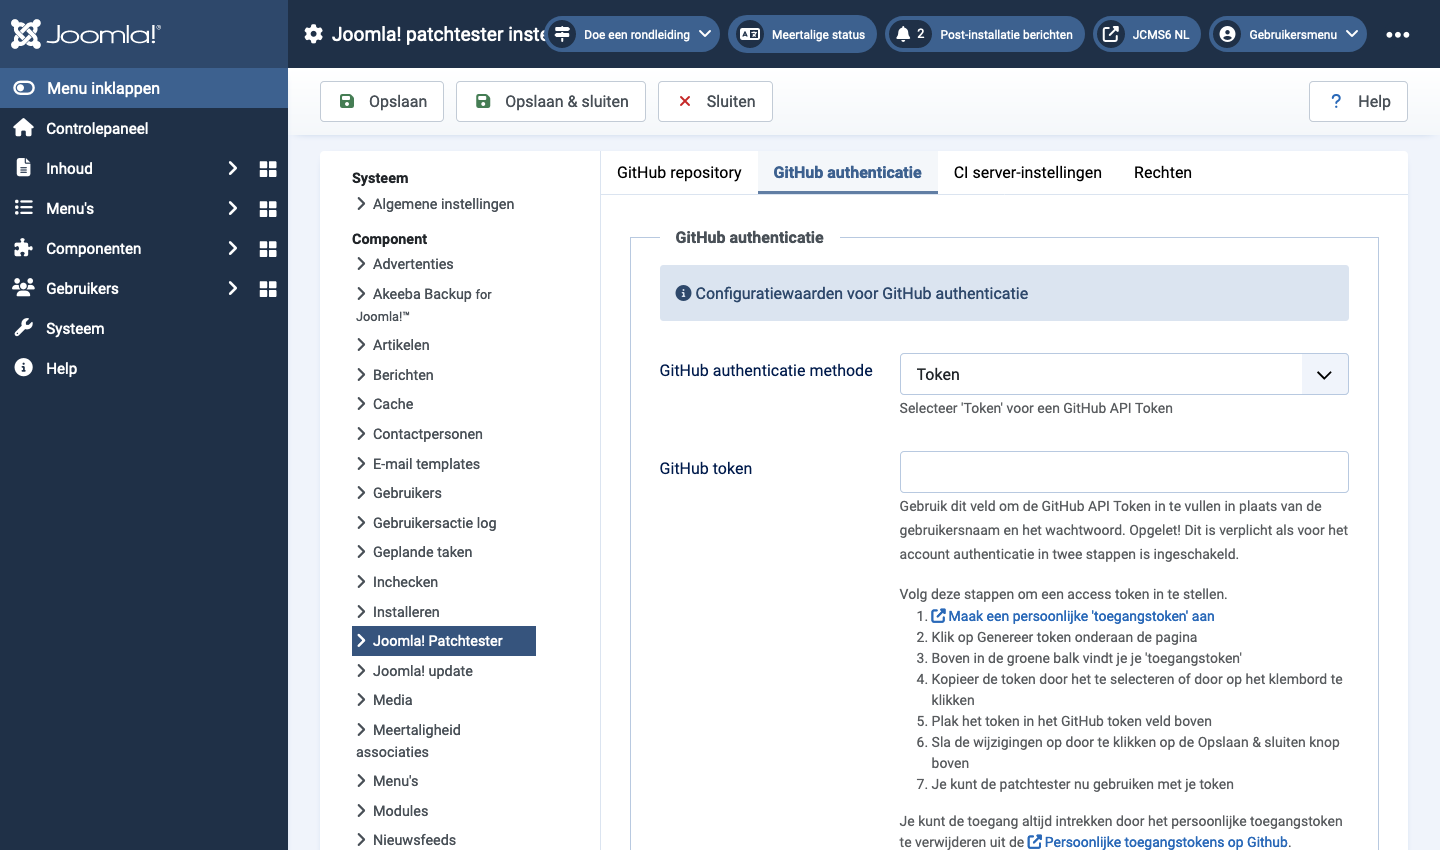 Joomla!®
Joomla! patchtester inste
Doe een rondleiding
Meertalige status
2 Post-installatie berichten
JCMS6 NL
Gebruikersmenu
Menu inklappen
Controlepaneel
Inhoud
Menu's
Componenten
Gebruikers
Systeem
Help
Opslaan
Opslaan & sluiten
Sluiten
? Help
Systeem
Algemene instellingen
Component
Advertenties
Akeeba Backup for
Joomla!™
Artikelen
Berichten
Cache
Contactpersonen
E-mail templates
Gebruikers
Gebruikersactie log
Geplande taken
Inchecken
Installeren
Joomla! Patchtester
Joomla! update
Media
Meertaligheid
associaties
Menu's
Modules
Nieuwsfeeds
GitHub repository
GitHub authenticatie
CI server-instellingen
Rechten
GitHub authenticatie
Configuratiewaarden voor GitHub authenticatie
GitHub authenticatie methode
Token
Selecteer 'Token' voor een GitHub API Token
GitHub token
Gebruik dit veld om de GitHub API Token in te vullen in plaats van de
gebruikersnaam en het wachtwoord. Opgelet! Dit is verplicht als voor het
account authenticatie in twee stappen is ingeschakeld.
Volg deze stappen om een access token in te stellen.
1. Maak een persoonlijke 'toegangstoken' aan
2. Klik op Genereer token onderaan de pagina
3. Boven in de groene balk vindt je je 'toegangstoken'
4. Kopieer de token door het te selecteren of door op het klembord te
klikken
5. Plak het token in het GitHub token veld boven
6. Sla de wijzigingen op door te klikken op de Opslaan & sluiten knop
boven
7. Je kunt de patchtester nu gebruiken met je token
Je kunt de toegang altijd intrekken door het persoonlijke toegangstoken
te verwijderen uit de Persoonlijke toegangstokens op Github.